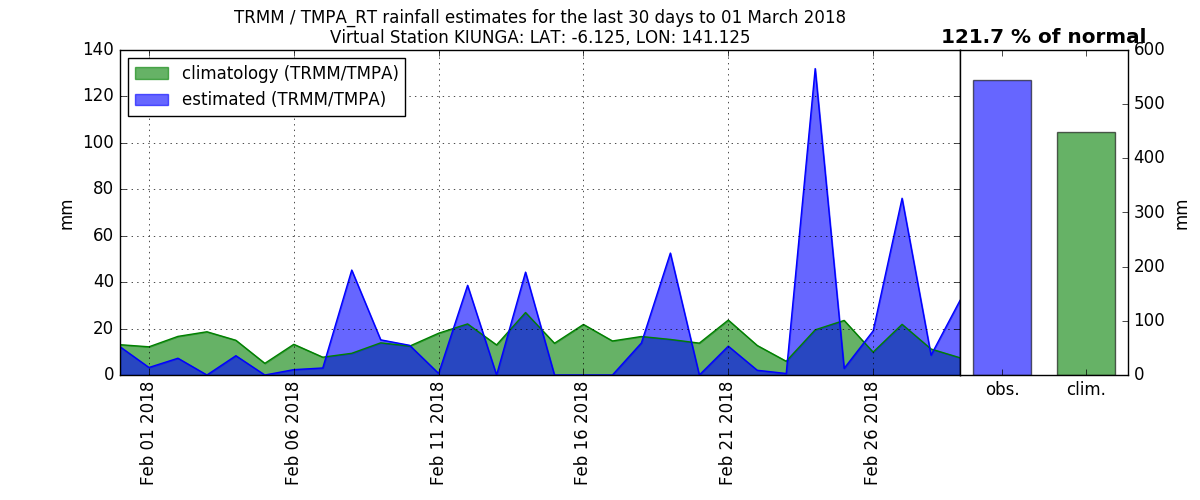 TRMM / TMPA_RT rainfall estimates for the last 30 days to 01 March 2018
Virtual Station KIUNGA: LAT: -6.125, LON: 141.125
121.7 % of normal
climatology (TRMM/TMPA)
estimated (TRMM/TMPA)
140
120
100
80
60
40
20
0
mm
Feb 01 2018
Feb 06 2018
Feb 11 2018
Feb 16 2018
Feb 21 2018
Feb 26 2018
600
500
400
300
200
100
0
mm
obs.
clim.